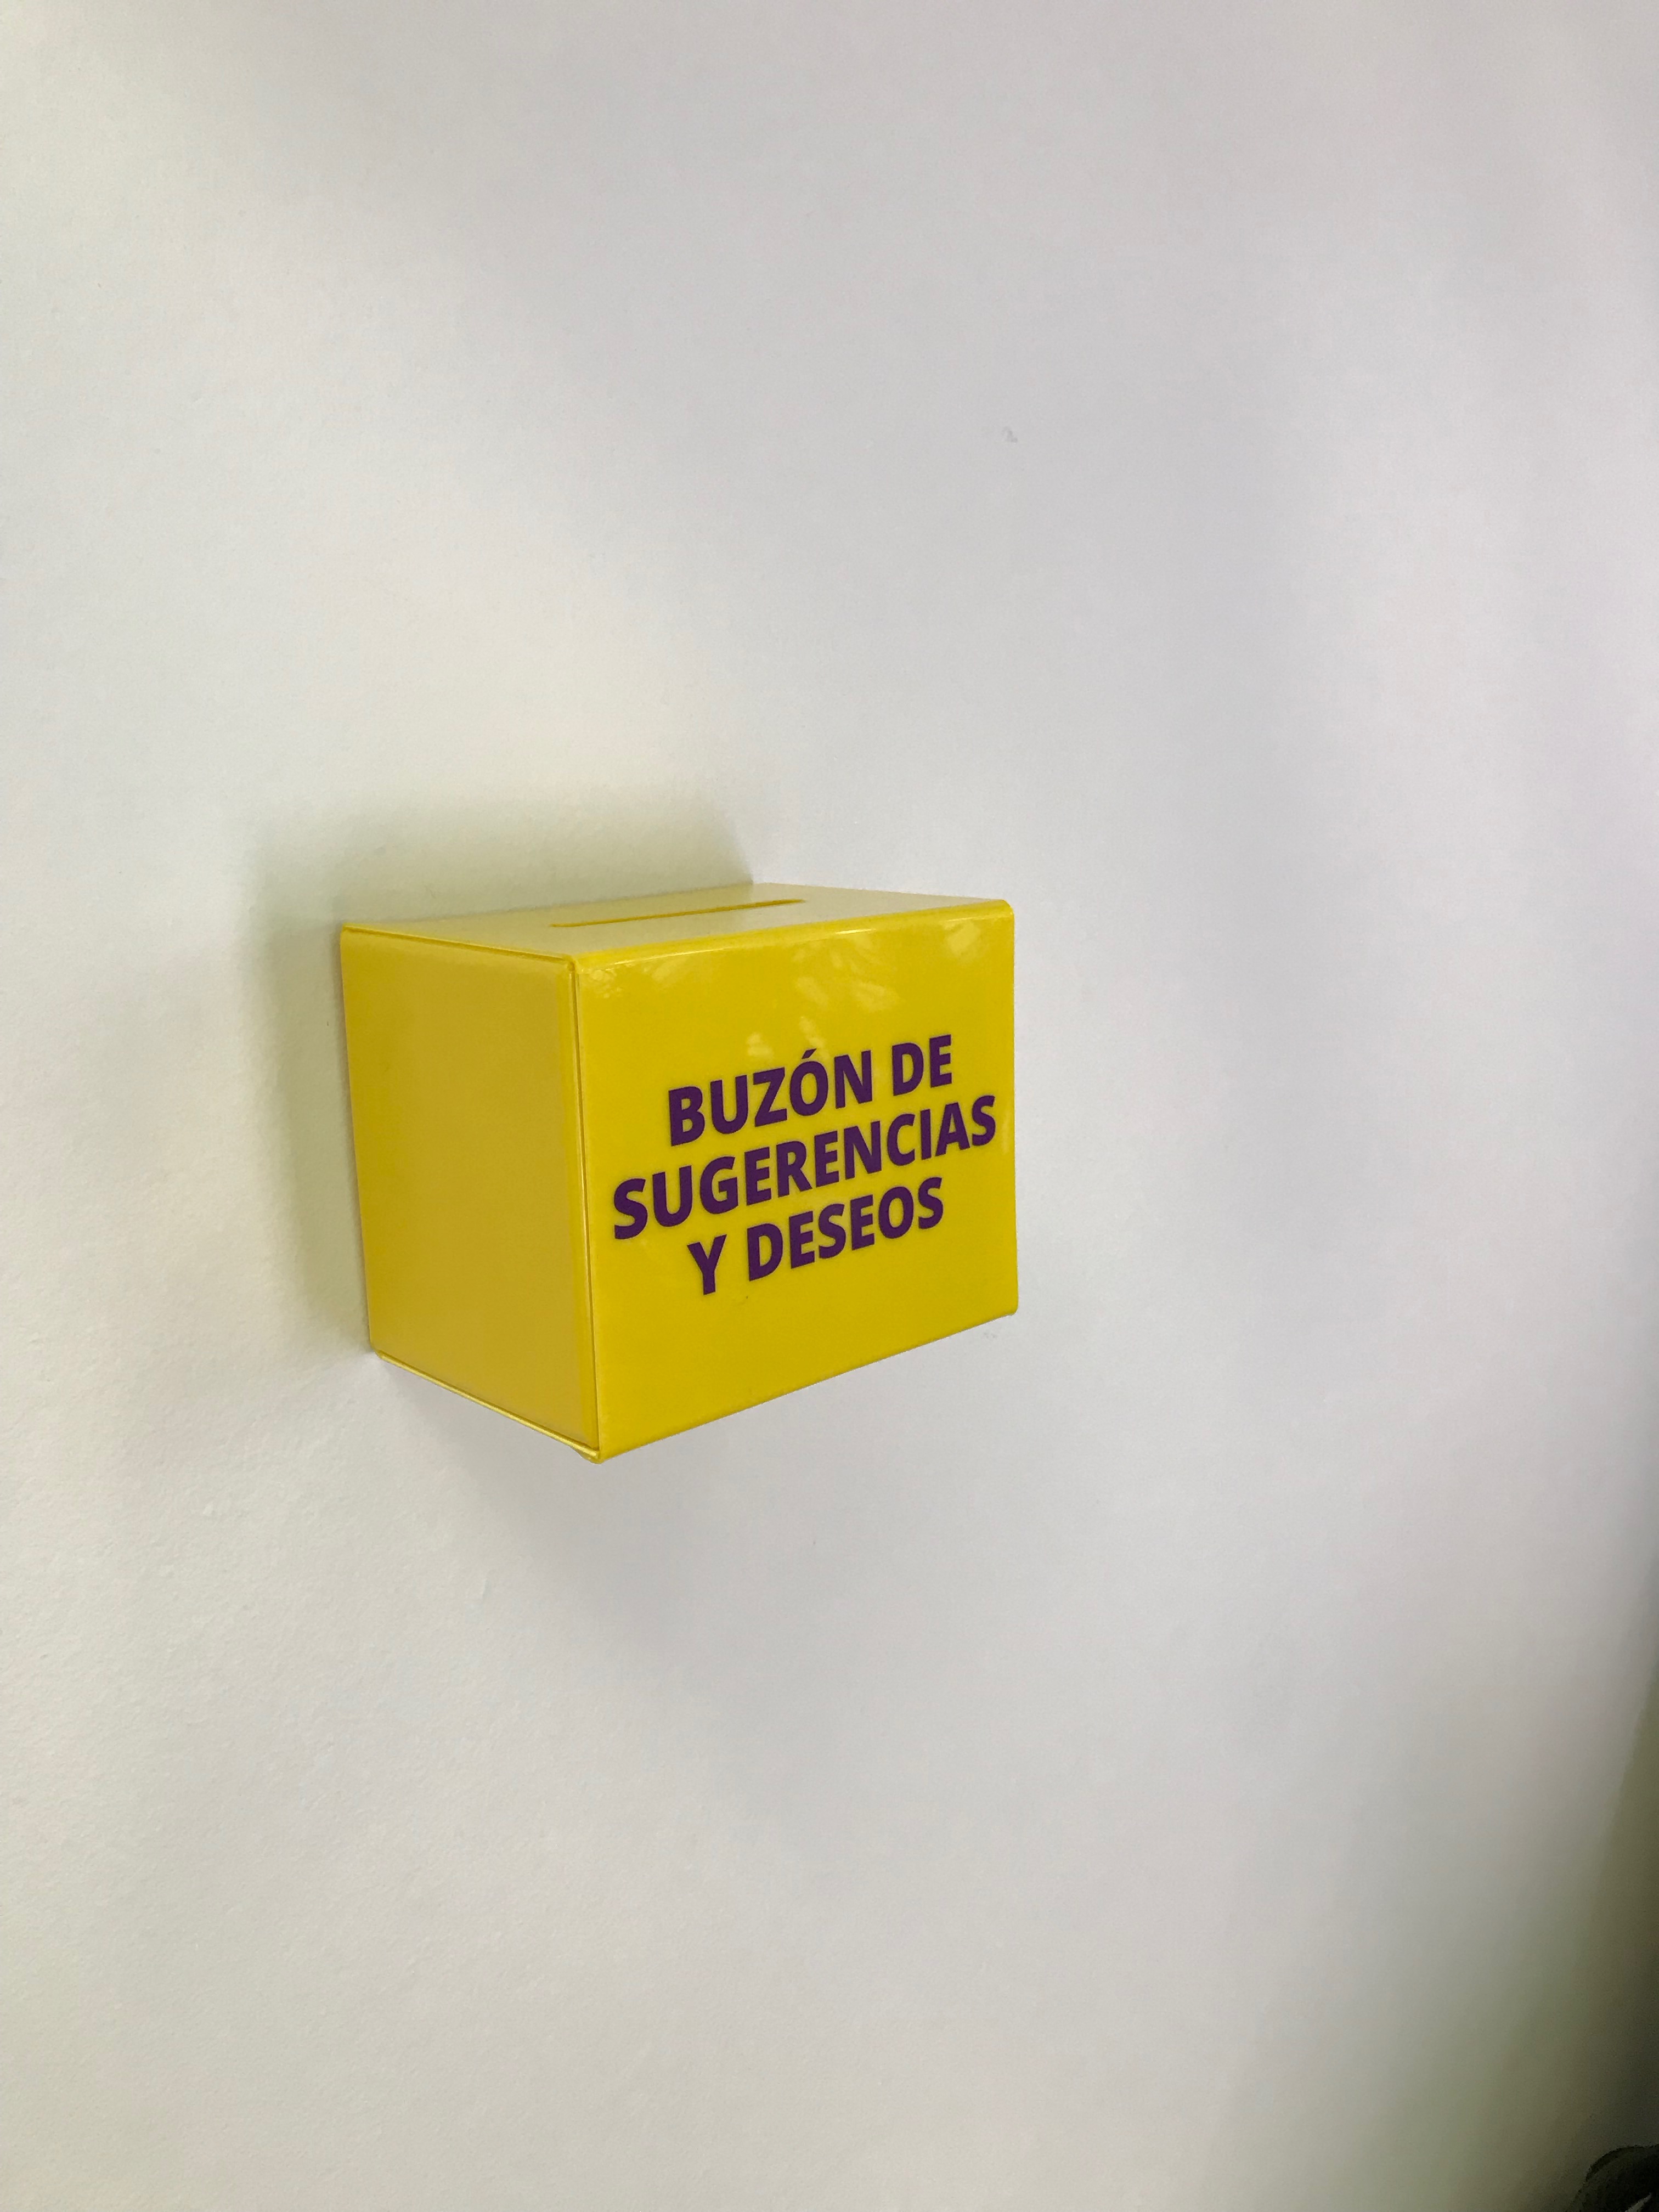 BUZÓN DE
SUGERENCIAS
Y DESEOS